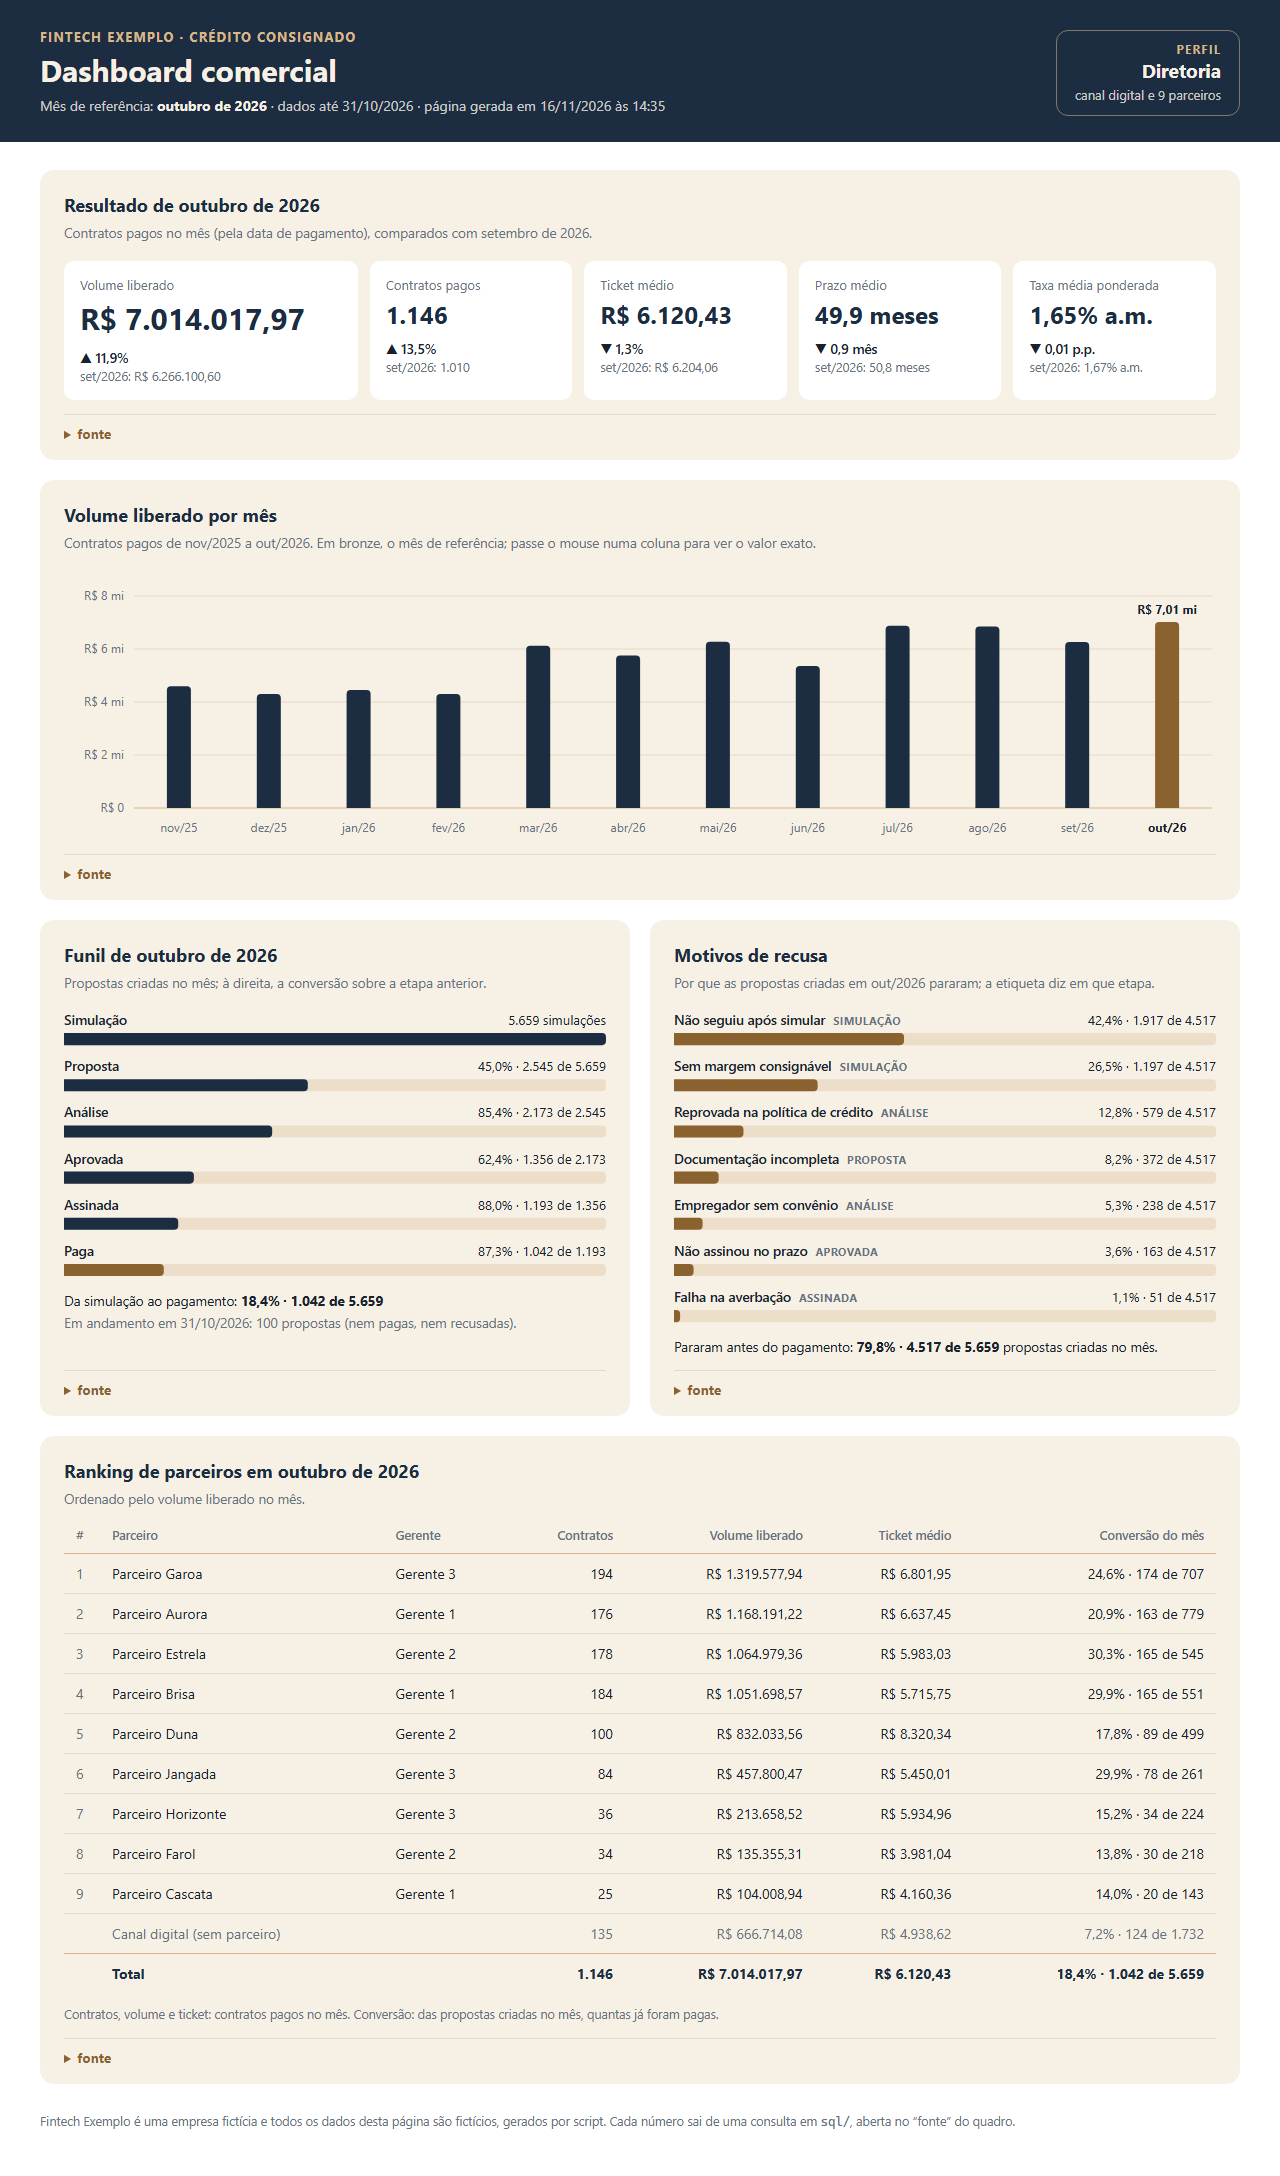 FINTECH EXEMPLO · CRÉDITO CONSIGNADO
Dashboard comercial
Mês de referência: outubro de 2026 · dados até 31/10/2026 · página gerada em 16/11/2026 às 14:35
PERFIL
Diretoria
canal digital e 9 parceiros
Resultado de outubro de 2026
Contratos pagos no mês (pela data de pagamento), comparados com setembro de 2026.
Volume liberado
R$ 7.014.017,97
▲ 11,9%
set/2026: R$ 6.266.100,60
Contratos pagos
1.146
▲ 13,5%
set/2026: 1.010
Ticket médio
R$ 6.120,43
▼ 1,3%
set/2026: R$ 6.204,06
Prazo médio
49,9 meses
▼ 0,9 mês
set/2026: 50,8 meses
Taxa média ponderada
1,65% a.m.
▼ 0,01 p.p.
set/2026: 1,67% a.m.
▶ fonte
Volume liberado por mês
Contratos pagos de nov/2025 a out/2026. Em bronze, o mês de referência; passe o mouse numa coluna para ver o valor exato.
R$ 8 mi
R$ 6 mi
R$ 4 mi
R$ 2 mi
R$ 0
R$ 7,01 mi
nov/25 dez/25 jan/26 fev/26 mar/26 abr/26 mai/26 jun/26 jul/26 ago/26 set/26 out/26
▶ fonte
Funil de outubro de 2026
Propostas criadas no mês; à direita, a conversão sobre a etapa anterior.
Simulação 5.659 simulações
Proposta 45,0% · 2.545 de 5.659
Análise 85,4% · 2.173 de 2.545
Aprovada 62,4% · 1.356 de 2.173
Assinada 88,0% · 1.193 de 1.356
Paga 87,3% · 1.042 de 1.193
Da simulação ao pagamento: 18,4% · 1.042 de 5.659
Em andamento em 31/10/2026: 100 propostas (nem pagas, nem recusadas).
▶ fonte
Motivos de recusa
Por que as propostas criadas em out/2026 pararam; a etiqueta diz em que etapa.
Não seguiu após simular SIMULAÇÃO 42,4% · 1.917 de 4.517
Sem margem consignável SIMULAÇÃO 26,5% · 1.197 de 4.517
Reprovada na política de crédito ANÁLISE 12,8% · 579 de 4.517
Documentação incompleta PROPOSTA 8,2% · 372 de 4.517
Empregador sem convênio ANÁLISE 5,3% · 238 de 4.517
Não assinou no prazo APROVADA 3,6% · 163 de 4.517
Falha na averbação ASSINADA 1,1% · 51 de 4.517
Pararam antes do pagamento: 79,8% · 4.517 de 5.659 propostas criadas no mês.
▶ fonte
Ranking de parceiros em outubro de 2026
Ordenado pelo volume liberado no mês.
# Parceiro Gerente Contratos Volume liberado Ticket médio Conversão do mês
1 Parceiro Garoa Gerente 3 194 R$ 1.319.577,94 R$ 6.801,95 24,6% · 174 de 707
2 Parceiro Aurora Gerente 1 176 R$ 1.168.191,22 R$ 6.637,45 20,9% · 163 de 779
3 Parceiro Estrela Gerente 2 178 R$ 1.064.979,36 R$ 5.983,03 30,3% · 165 de 545
4 Parceiro Brisa Gerente 1 184 R$ 1.051.698,57 R$ 5.715,75 29,9% · 165 de 551
5 Parceiro Duna Gerente 2 100 R$ 832.033,56 R$ 8.320,34 17,8% · 89 de 499
6 Parceiro Jangada Gerente 3 84 R$ 457.800,47 R$ 5.450,01 29,9% · 78 de 261
7 Parceiro Horizonte Gerente 3 36 R$ 213.658,52 R$ 5.934,96 15,2% · 34 de 224
8 Parceiro Farol Gerente 2 34 R$ 135.355,31 R$ 3.981,04 13,8% · 30 de 218
9 Parceiro Cascata Gerente 1 25 R$ 104.008,94 R$ 4.160,36 14,0% · 20 de 143
Canal digital (sem parceiro) 135 R$ 666.714,08 R$ 4.938,62 7,2% · 124 de 1.732
Total 1.146 R$ 7.014.017,97 R$ 6.120,43 18,4% · 1.042 de 5.659
Contratos, volume e ticket: contratos pagos no mês. Conversão: das propostas criadas no mês, quantas já foram pagas.
▶ fonte
Fintech Exemplo é uma empresa fictícia e todos os dados desta página são fictícios, gerados por script. Cada número sai de uma consulta em sql/, aberta no “fonte” do quadro.